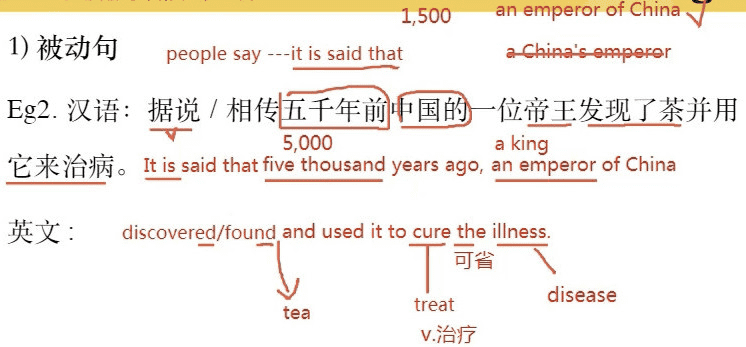 1,500
an emperor of China
1) 被动句
people say ---it is said that
a China's emperor
Eg2. 汉语：据说 / 相传五千年前中国的一位帝王发现了茶并用
5,000
a king
它来治病。
It is said that five thousand years ago, an emperor of China
英文：
discovered/found and used it to cure the illness.
可省
tea
treat
disease
v.治疗